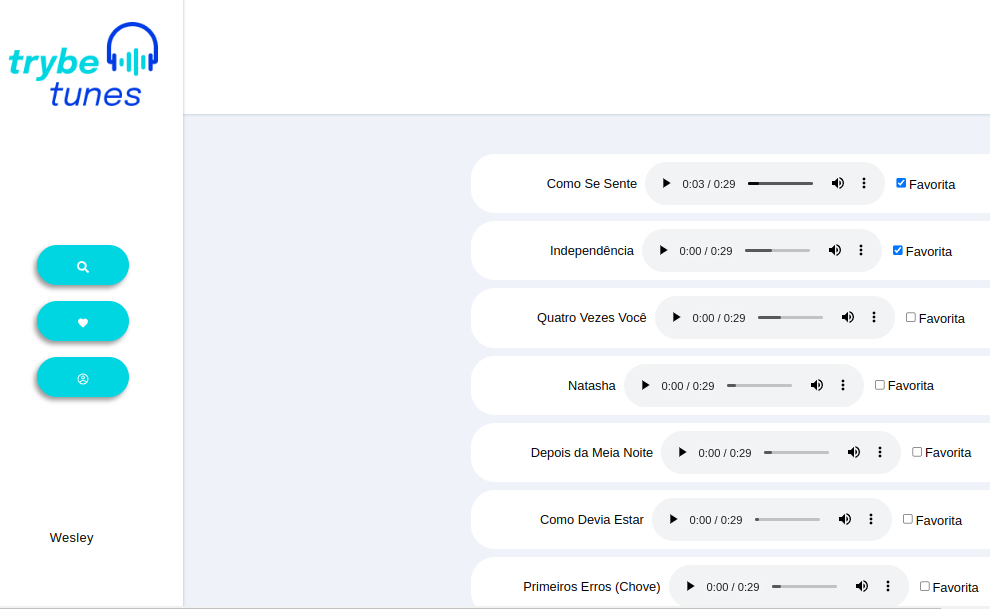 trybe
tunes
Wesley
Como Se Sente 0:03 / 0:29 Favorita
Independência 0:00 / 0:29 Favorita
Quatro Vezes Você 0:00 / 0:29 Favorita
Natasha 0:00 / 0:29 Favorita
Depois da Meia Noite 0:00 / 0:29 Favorita
Como Devia Estar 0:00 / 0:29 Favorita
Primeiros Erros (Chove) 0:00 / 0:29 Favorita